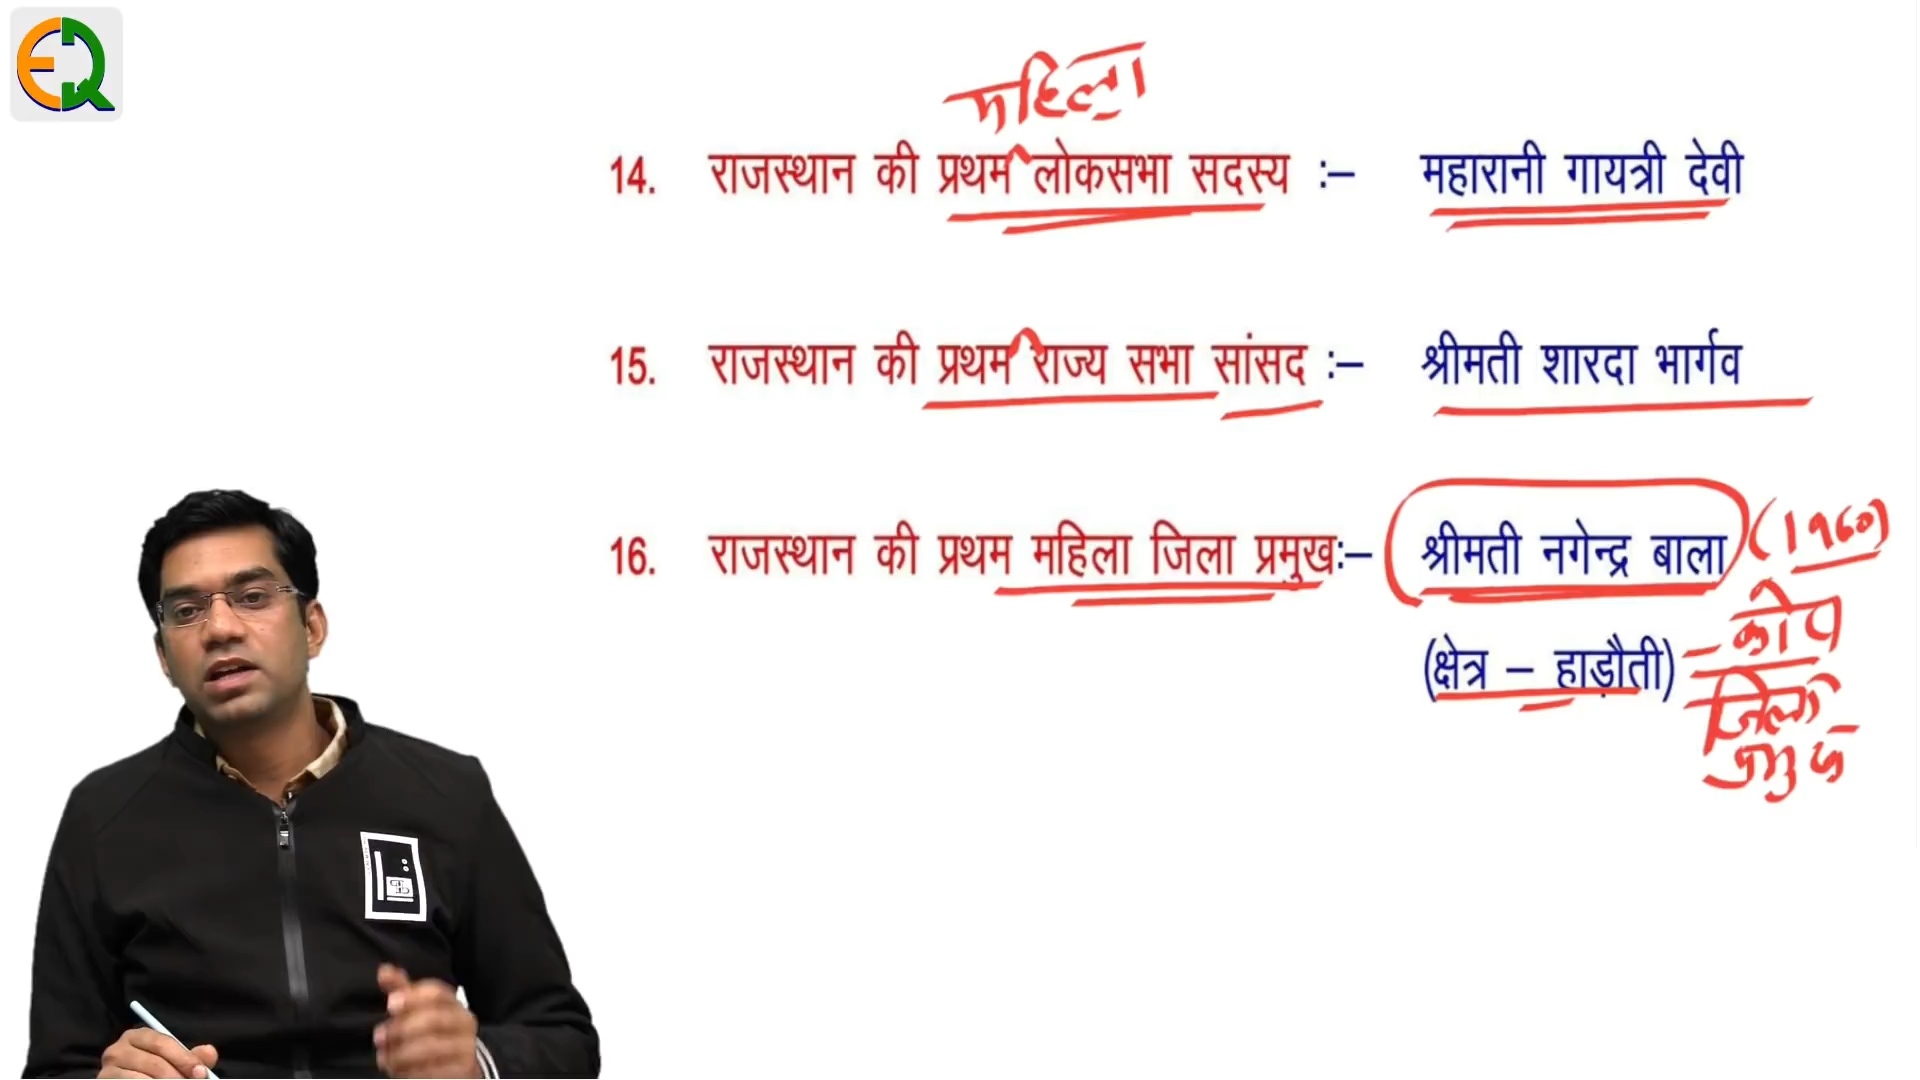 EQ
महिला
14. राजस्थान की प्रथम लोकसभा सदस्य :– महारानी गायत्री देवी
15. राजस्थान की प्रथम राज्य सभा सांसद :– श्रीमती शारदा भार्गव
16. राजस्थान की प्रथम महिला जिला प्रमुख:– श्रीमती नगेन्द्र बाला (1960)
(क्षेत्र – हाड़ौती)
जिला
प्रमुख